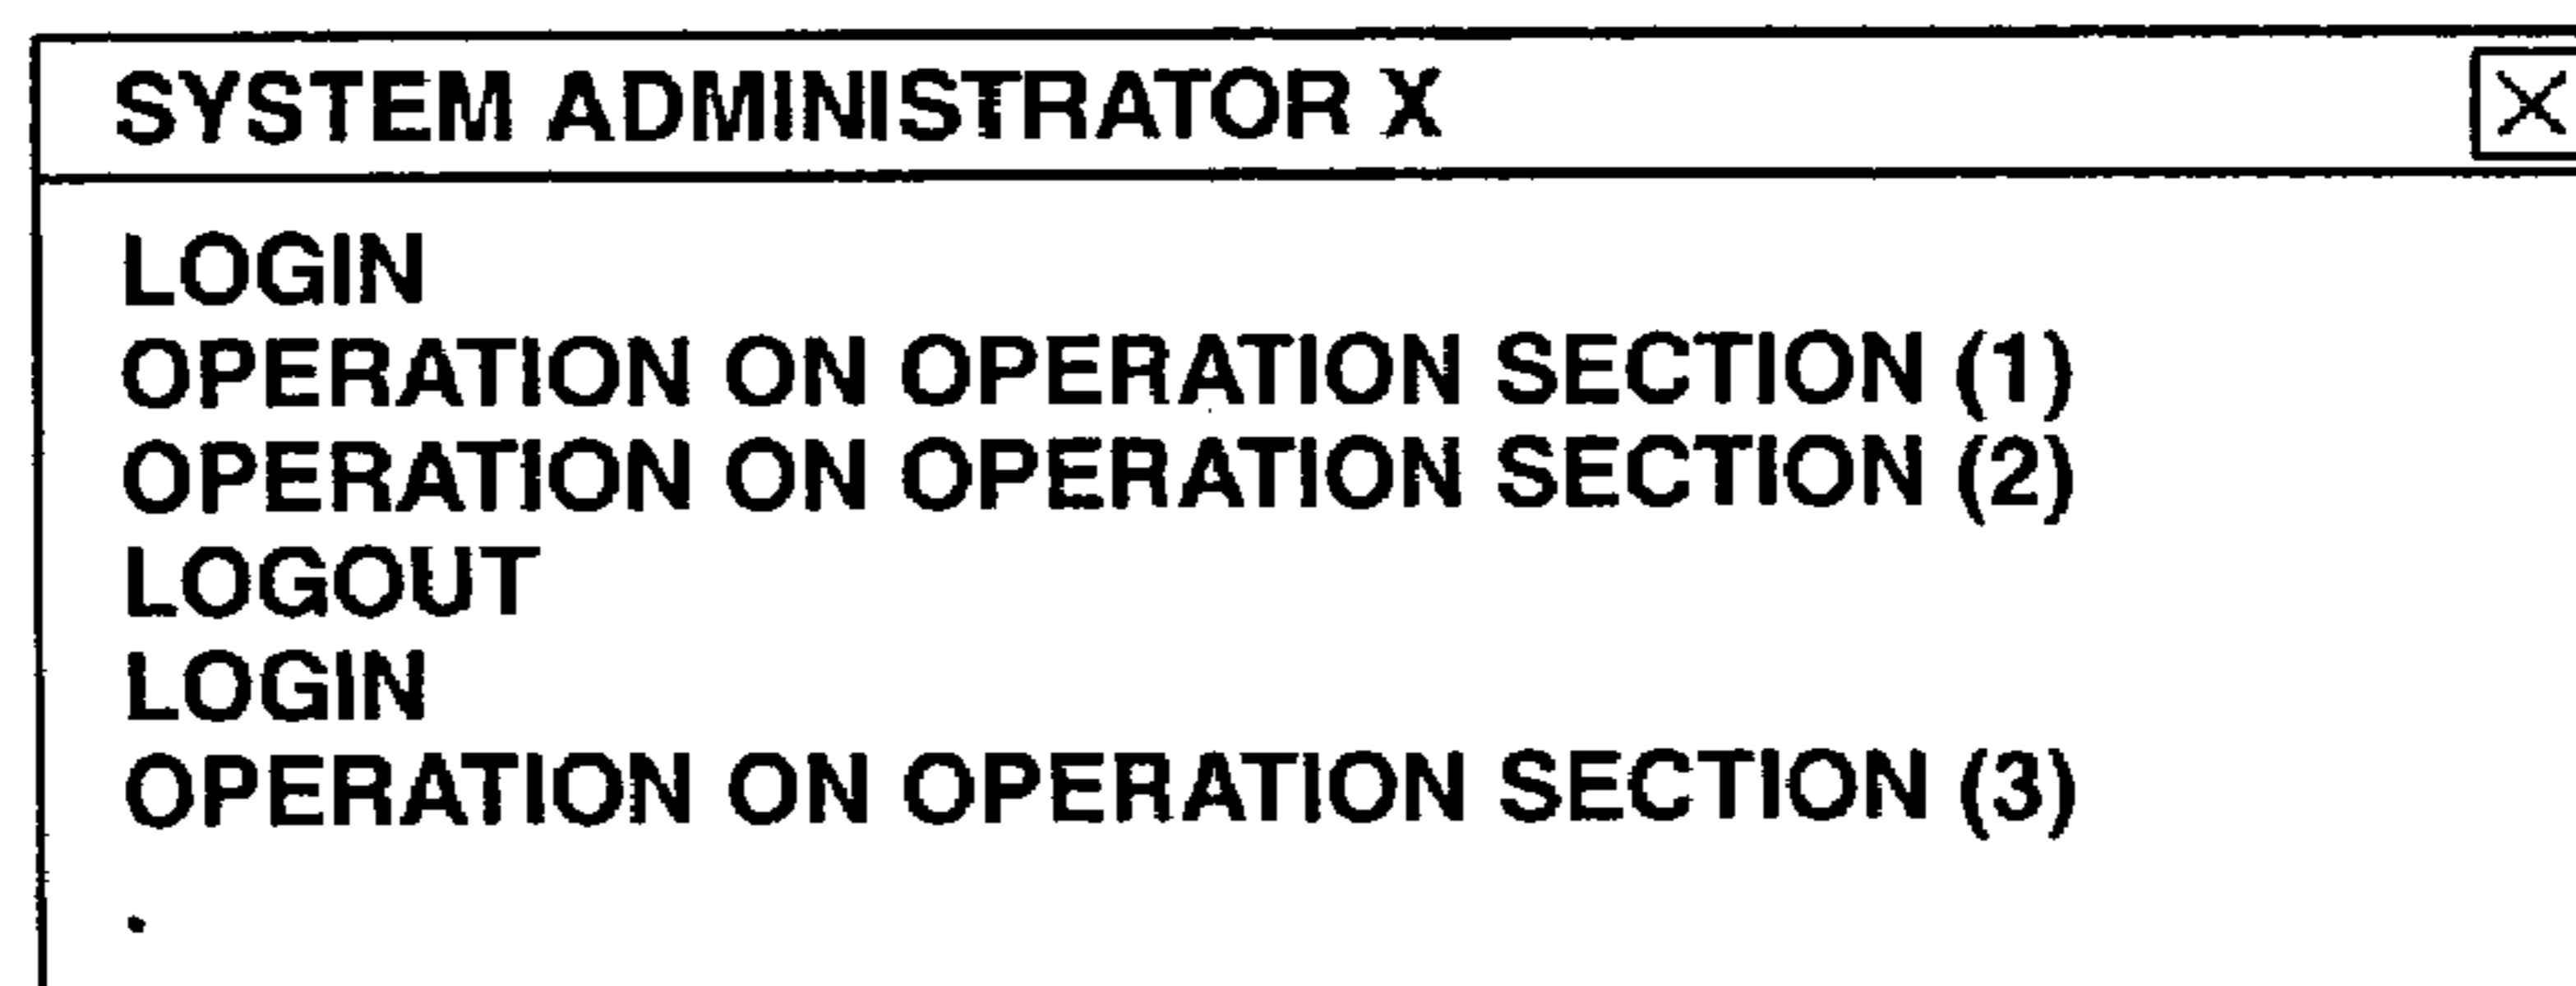 SYSTEM ADMINISTRATOR X
LOGIN
OPERATION ON OPERATION SECTION (1)
OPERATION ON OPERATION SECTION (2)
LOGOUT
LOGIN
OPERATION ON OPERATION SECTION (3)
.